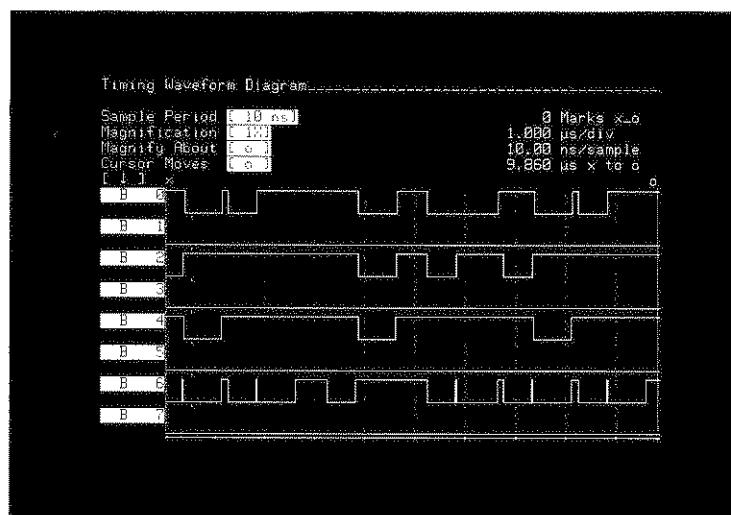 Timing Waveform Diagram
Sample Period [ 10 ns ] 0 Marks x_o
Magnification [ 1X ] 1.000 µs/div
Magnify About [ o ] 10.00 ns/sample
Cursor Moves [ o ] 9.860 µs x to o
[ ↓ ] x o
B 0
B 1
B 2
B 3
B 4
B 5
B 6
B 7